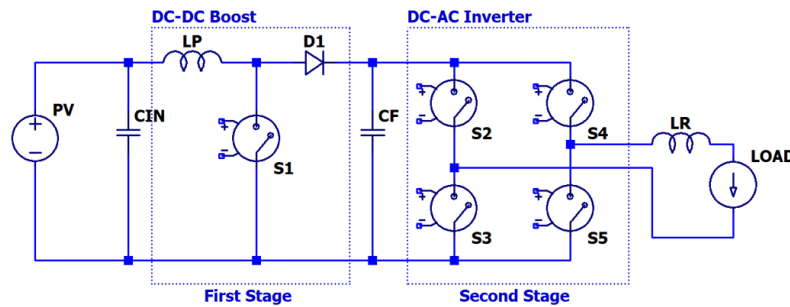 DC-DC Boost
DC-AC Inverter
LP
D1
PV
CIN
S1
CF
S2
S4
S3
S5
LR
LOAD
First Stage
Second Stage